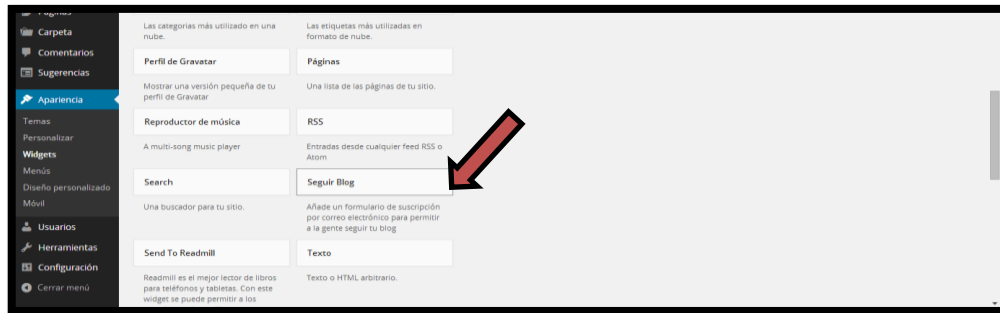 Páginas
Carpeta
Comentarios
Sugerencias
Apariencia
Temas
Personalizar
Widgets
Menús
Diseño personalizado
Móvil
Usuarios
Herramientas
Configuración
Cerrar menú
Las categorias más utilizado en una
nube.
Las etiquetas más utilizadas en
formato de nube.
Perfil de Gravatar
Páginas
Mostrar una versión pequeña de tu
perfil de Gravatar
Una lista de las páginas de tu sitio.
Reproductor de música
RSS
A multi-song music player
Entradas desde cualquier feed RSS o
Atom
Search
Seguir Blog
Una buscador para tu sitio.
Añade un formulario de suscripción
por correo electrónico para permitir
a la gente seguir tu blog
Send To Readmill
Texto
Readmill es el mejor lector de libros
para teléfonos y tabletas. Con este
widget se puede permitir a los
Texto o HTML arbitrario.